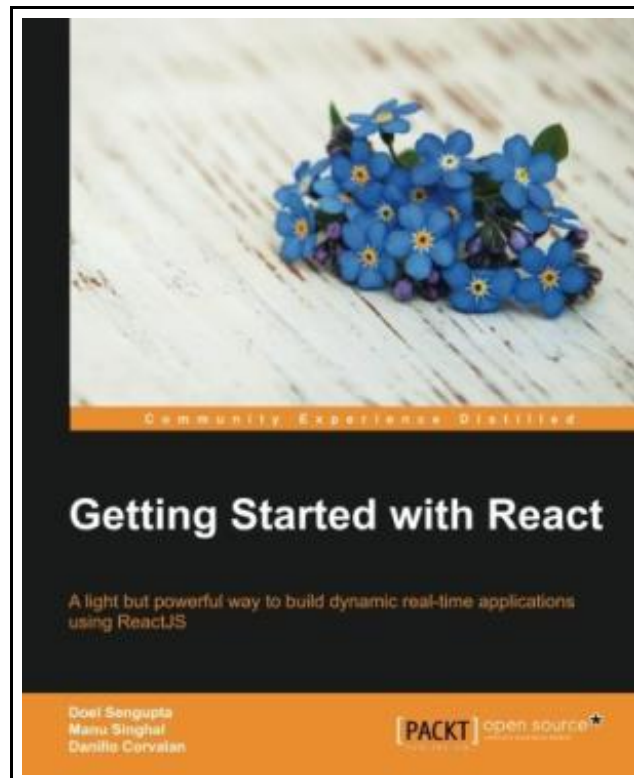 Community Experience Distilled
Getting Started with React
A light but powerful way to build dynamic real-time applications
using ReactJS
Doel Sengupta
Manu Singhal
Danillo Corvalan
[PACKT] open source*